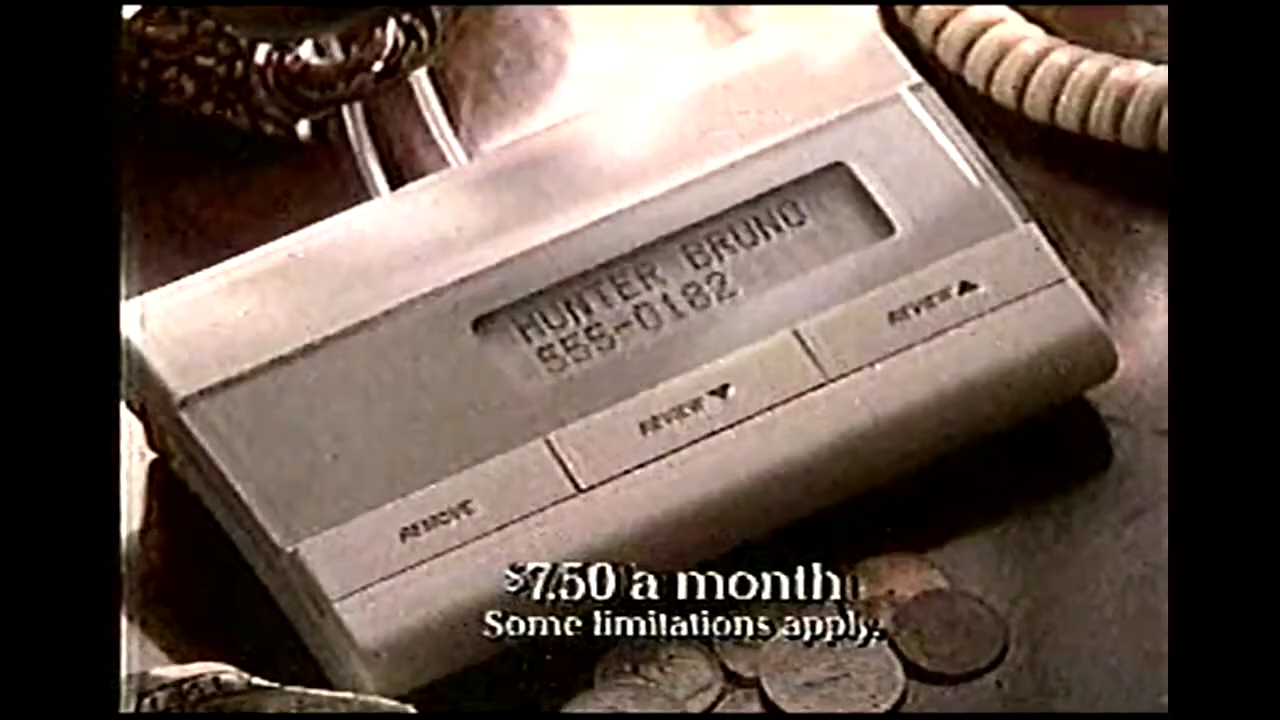 HUNTER BRUNO
555-0182
REVIEW ▲
REVIEW ▼
REMOVE
$7.50 a month
Some limitations apply.